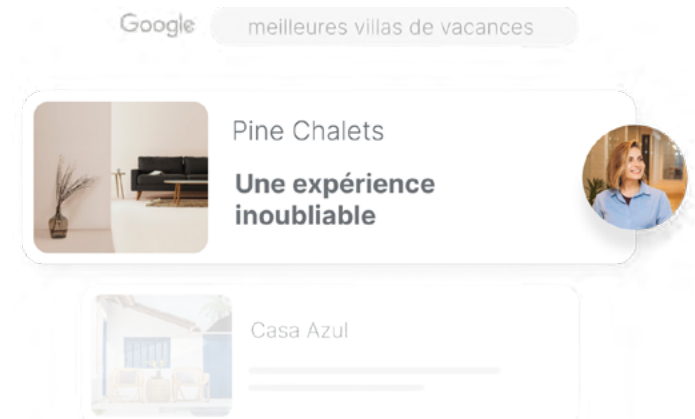 Google
meilleures villas de vacances
Pine Chalets
Une expérience
inoubliable
Casa Azul